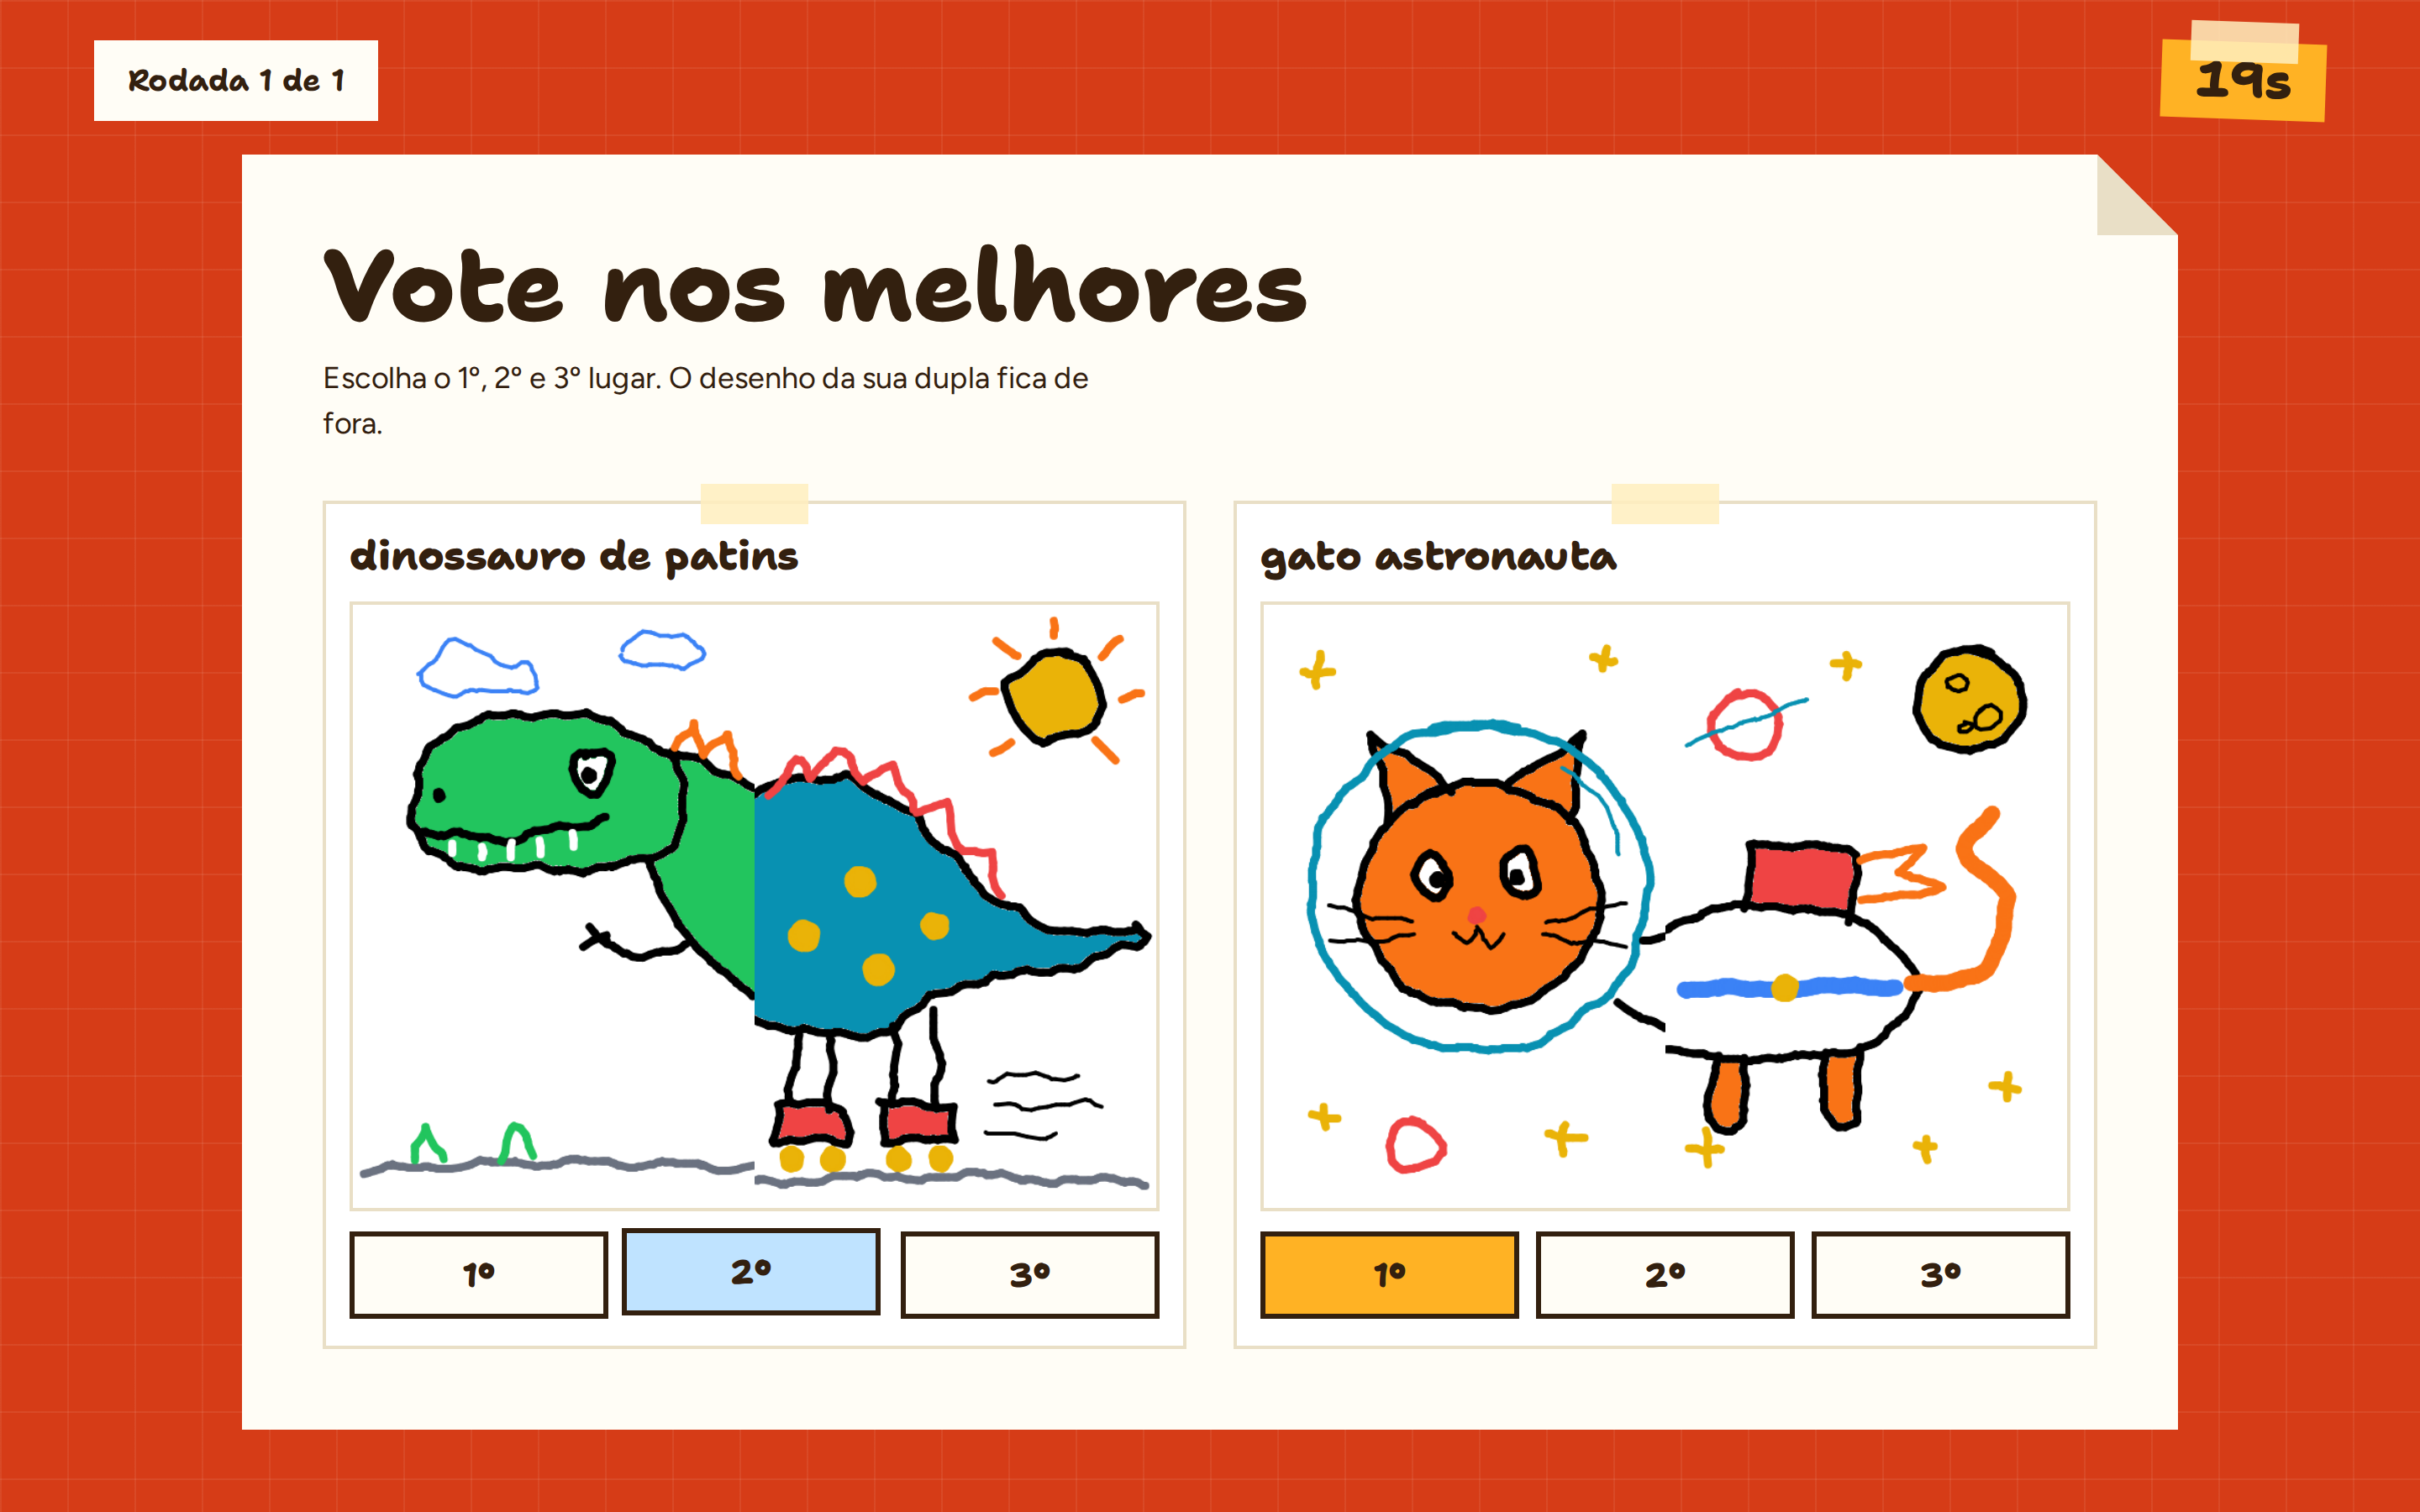 Rodada 1 de 1
19s
Vote nos melhores
Escolha o 1º, 2º e 3º lugar. O desenho da sua dupla fica de
fora.
dinossauro de patins
gato astronauta
1º
2º
3º
1º
2º
3º